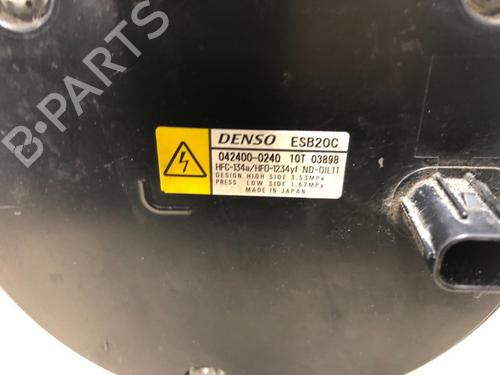 B-PARTS
DENSO ESB20C
042400-0240 10T 03898
HFC-134a/HFO-1234yf ND-OIL11
DESIGN HIGH SIDE 3.53MPa
PRESS. LOW SIDE 1.67MPa
MADE IN JAPAN